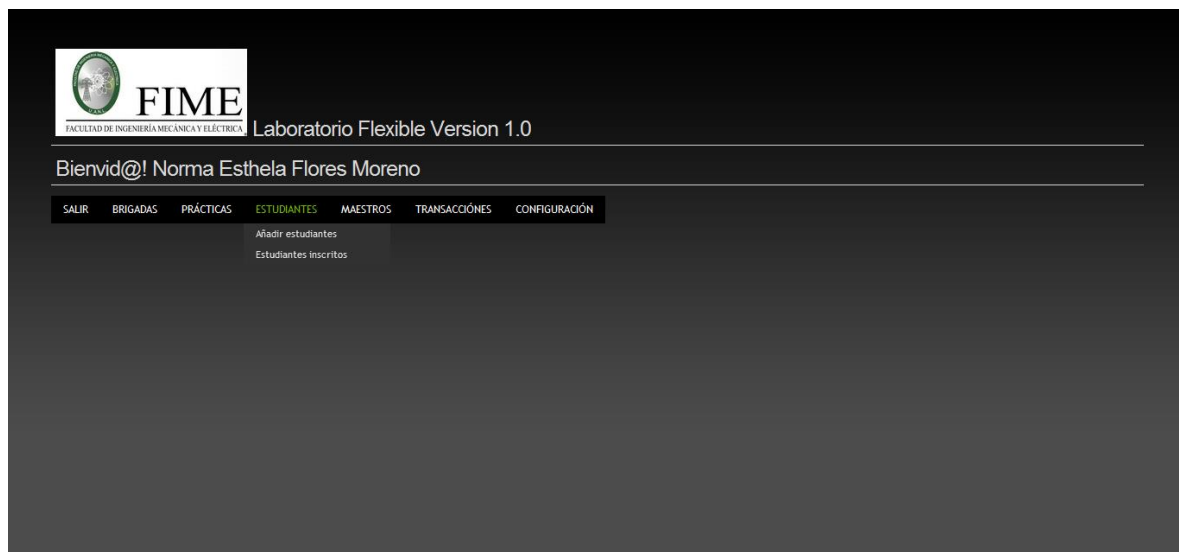 FIME
FACULTAD DE INGENIERÍA MECÁNICA Y ELÉCTRICA
Laboratorio Flexible Version 1.0
Bienvid@! Norma Esthela Flores Moreno
SALIR BRIGADAS PRÁCTICAS ESTUDIANTES MAESTROS TRANSACCIÓNES CONFIGURACIÓN
Añadir estudiantes
Estudiantes inscritos